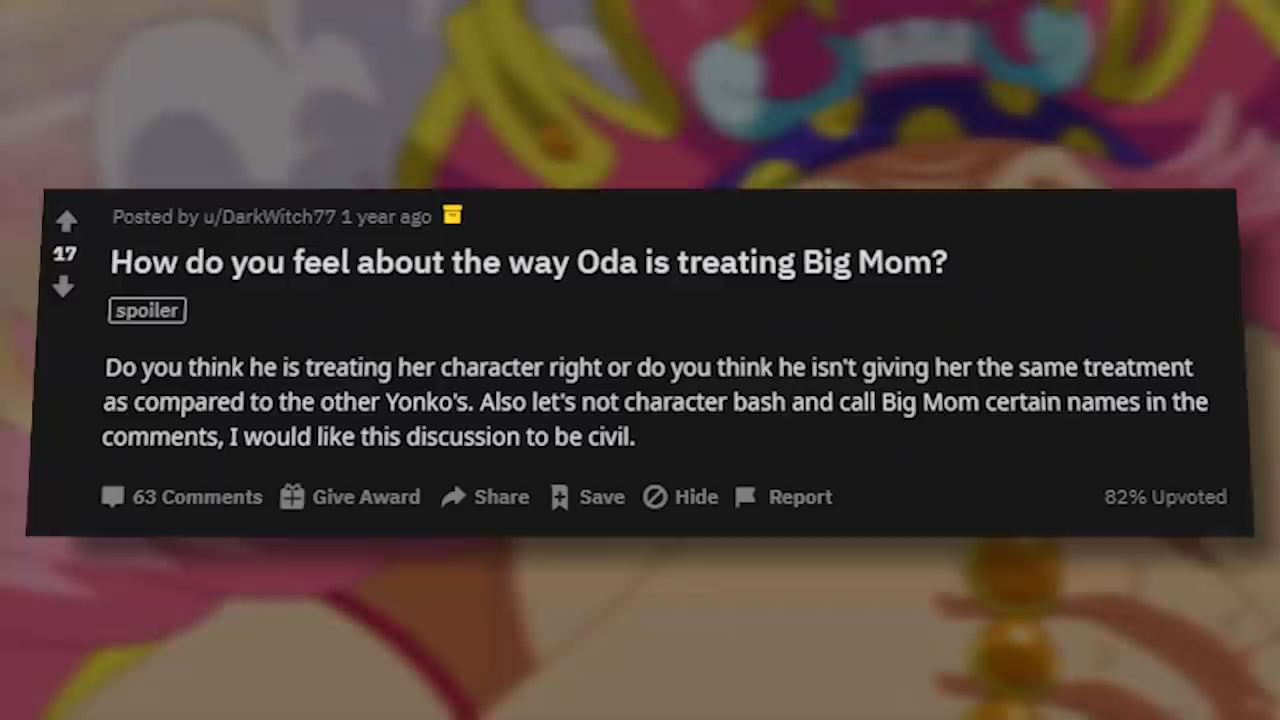 Posted by u/DarkWitch77 1 year ago
17
How do you feel about the way Oda is treating Big Mom?
spoiler
Do you think he is treating her character right or do you think he isn't giving her the same treatment
as compared to the other Yonko's. Also let's not character bash and call Big Mom certain names in the
comments, I would like this discussion to be civil.
63 Comments Give Award Share Save Hide Report 82% Upvoted